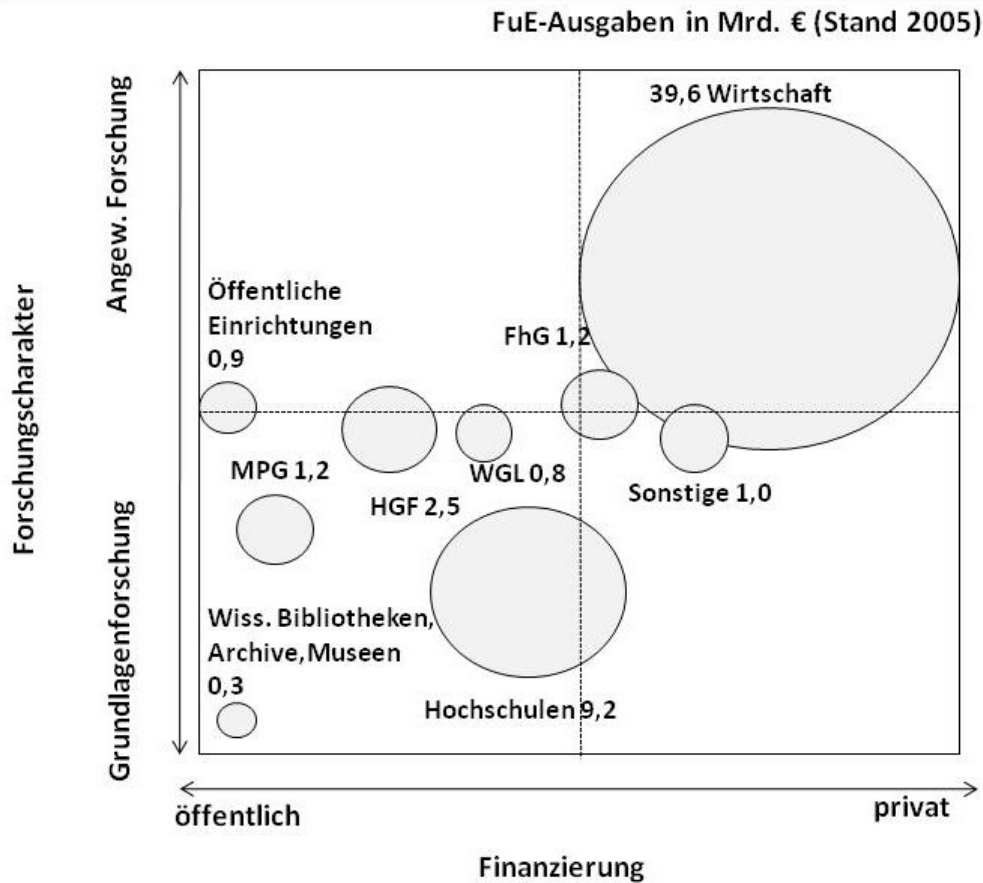 FuE-Ausgaben in Mrd. € (Stand 2005)
39,6 Wirtschaft
Angew. Forschung
Öffentliche
Einrichtungen
0,9
FhG 1,2
Forschungscharakter
MPG 1,2
HGF 2,5
WGL 0,8
Sonstige 1,0
Grundlagenforschung
Wiss. Bibliotheken,
Archive,Museen
0,3
Hochschulen 9,2
öffentlich
privat
Finanzierung